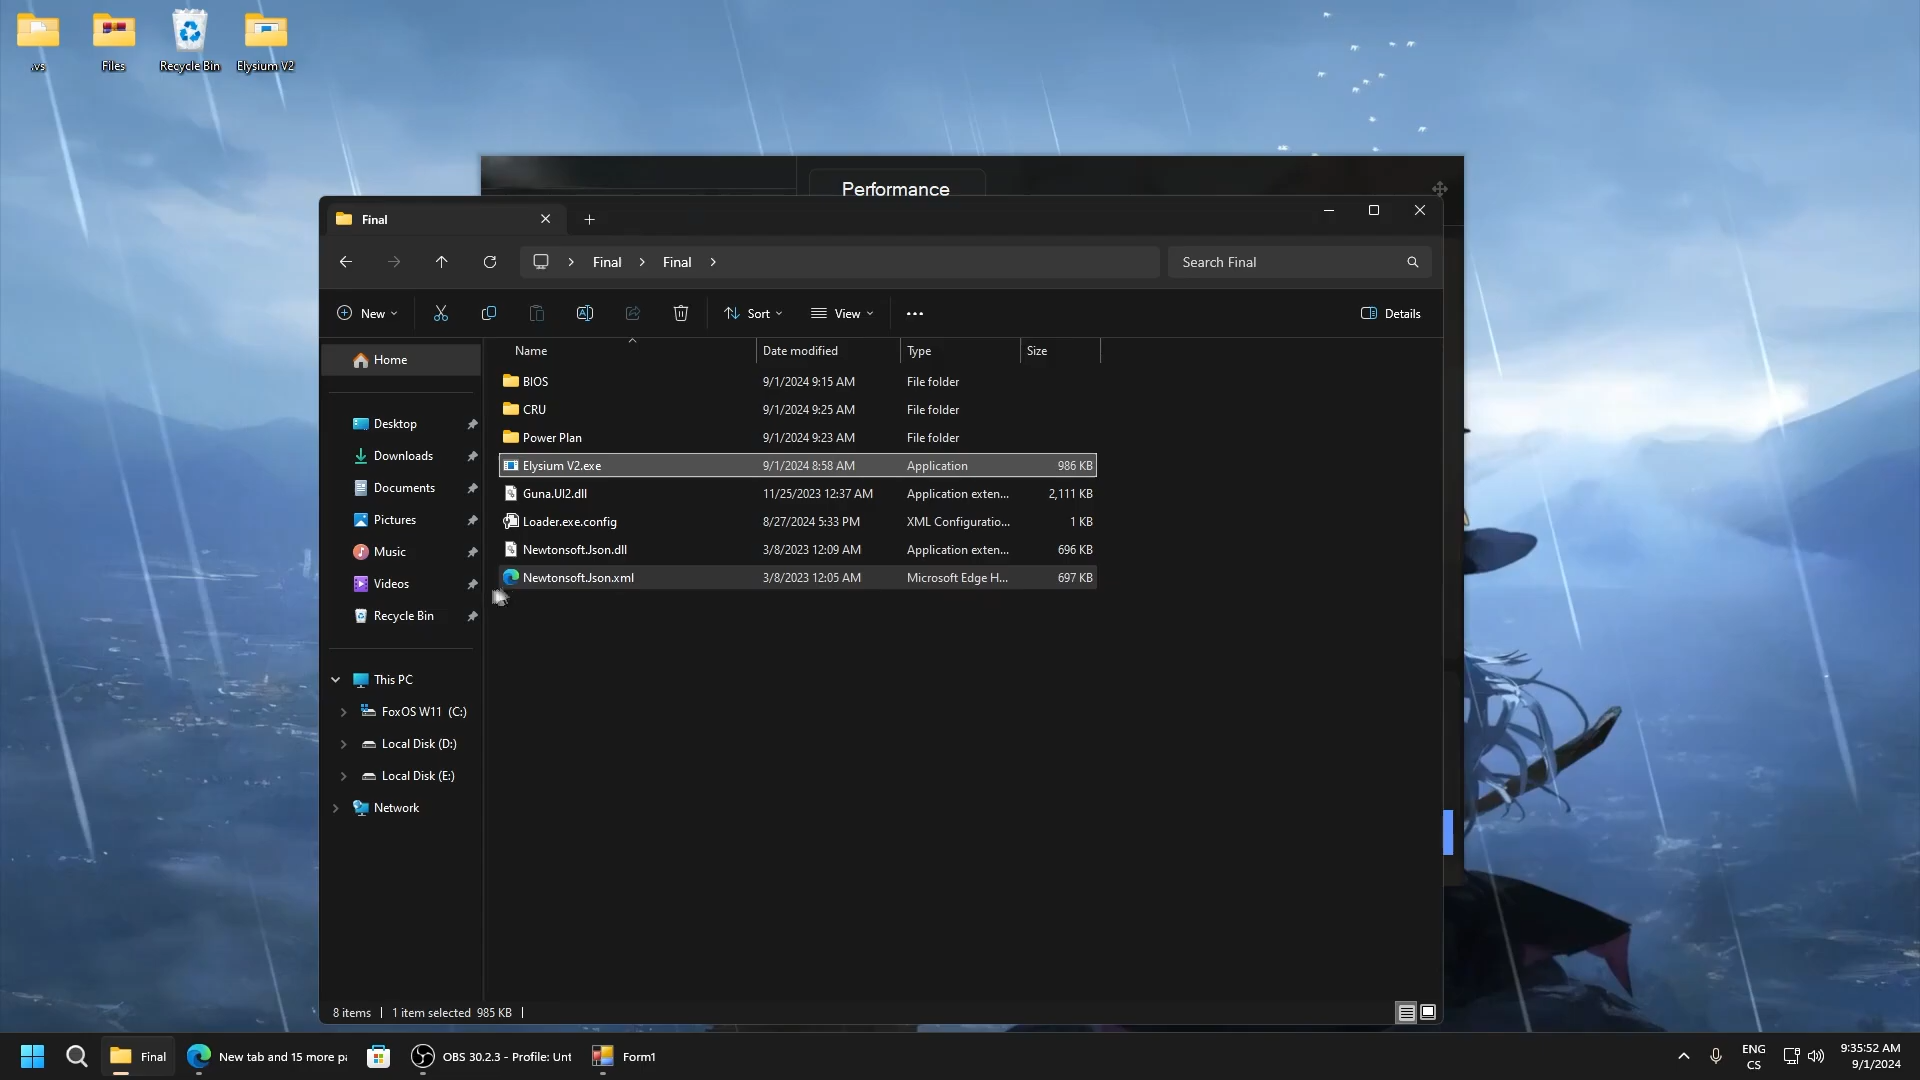 .vs
Files
Recycle Bin
Elysium V2
Performance
Final
Final
Final
Search Final
New
Sort
View
Details
Name
Date modified
Type
Size
Home
Desktop
Downloads
Documents
Pictures
Music
Videos
Recycle Bin
This PC
FoxOS W11 (C:)
Local Disk (D:)
Local Disk (E:)
Network
BIOS 9/1/2024 9:15 AM File folder
CRU 9/1/2024 9:25 AM File folder
Power Plan 9/1/2024 9:23 AM File folder
Elysium V2.exe 9/1/2024 8:58 AM Application 986 KB
Guna.UI2.dll 11/25/2023 12:37 AM Application exten... 2,111 KB
Loader.exe.config 8/27/2024 5:33 PM XML Configuratio... 1 KB
Newtonsoft.Json.dll 3/8/2023 12:09 AM Application exten... 696 KB
Newtonsoft.Json.xml 3/8/2023 12:05 AM Microsoft Edge H... 697 KB
8 items 1 item selected 985 KB
Final
New tab and 15 more pa
OBS 30.2.3 - Profile: Unt
Form1
ENG
CS
9:35:52 AM
9/1/2024